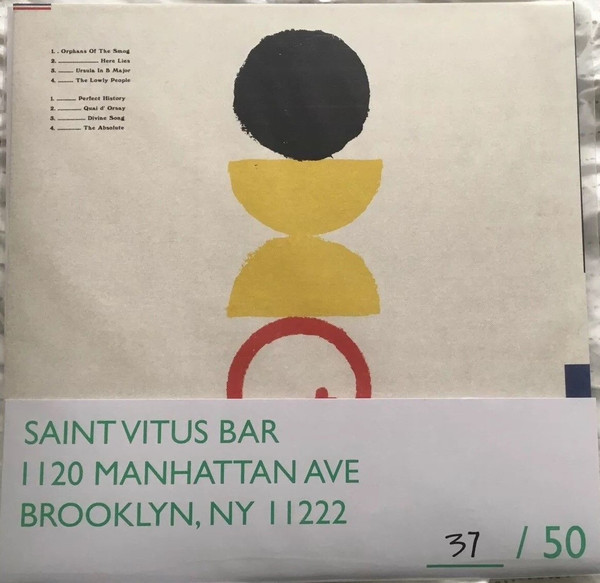 1. . Orphans Of The Smog
2. ——— Here Lies
3. —— Ursula In B Major
4. —— The Lowly People
1. —— Perfect History
2. ——— Quai d' Orsay
3. ——— Divine Song
4. ——— The Absolute
SAINT VITUS BAR
1120 MANHATTAN AVE
BROOKLYN, NY 11222
37 / 50